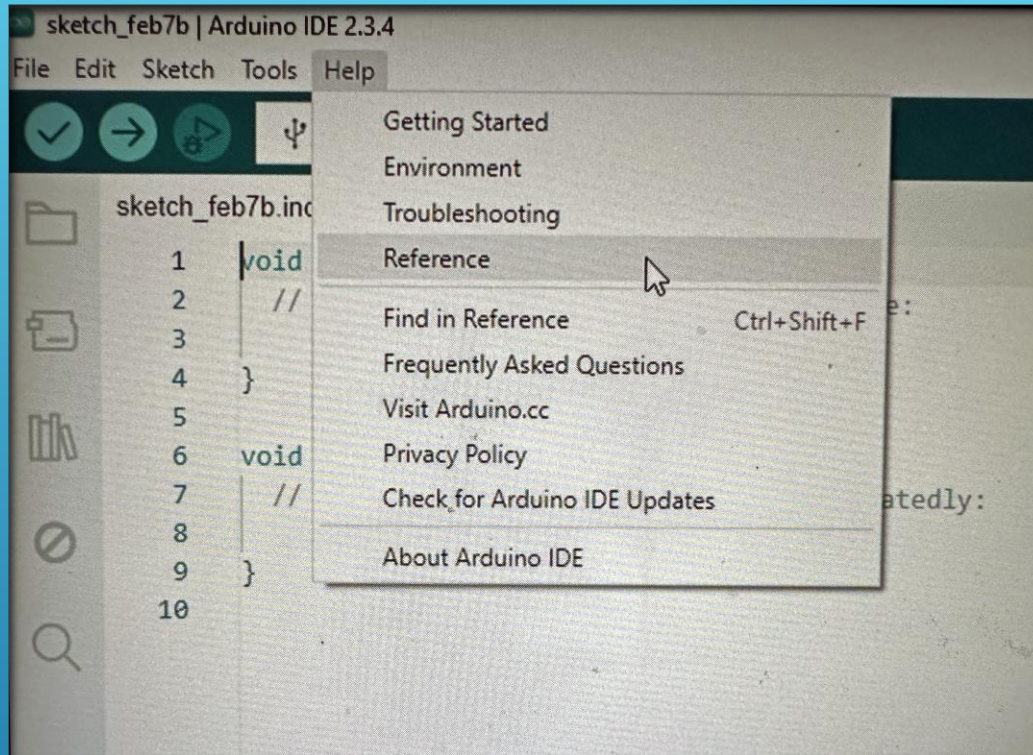 sketch_feb7b | Arduino IDE 2.3.4
File Edit Sketch Tools Help
Getting Started
Environment
Troubleshooting
Reference
Find in Reference Ctrl+Shift+F
Frequently Asked Questions
Visit Arduino.cc
Privacy Policy
Check for Arduino IDE Updates
About Arduino IDE
sketch_feb7b.ino
1 void
2 //
e:
3
4 }
5
6 void
7 //
atedly:
8
9 }
10